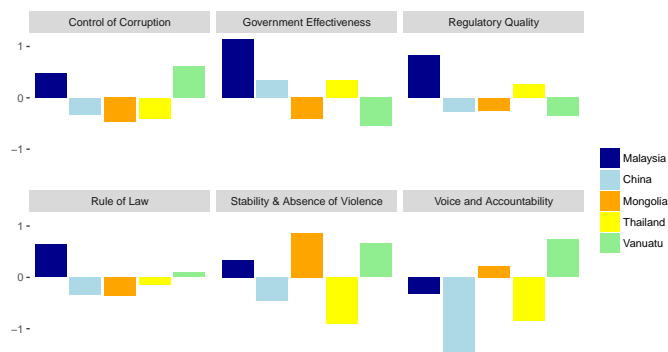 Control of Corruption
Government Effectiveness
Regulatory Quality
1
0
−1
Rule of Law
Stability & Absence of Violence
Voice and Accountability
1
0
−1
Malaysia
China
Mongolia
Thailand
Vanuatu